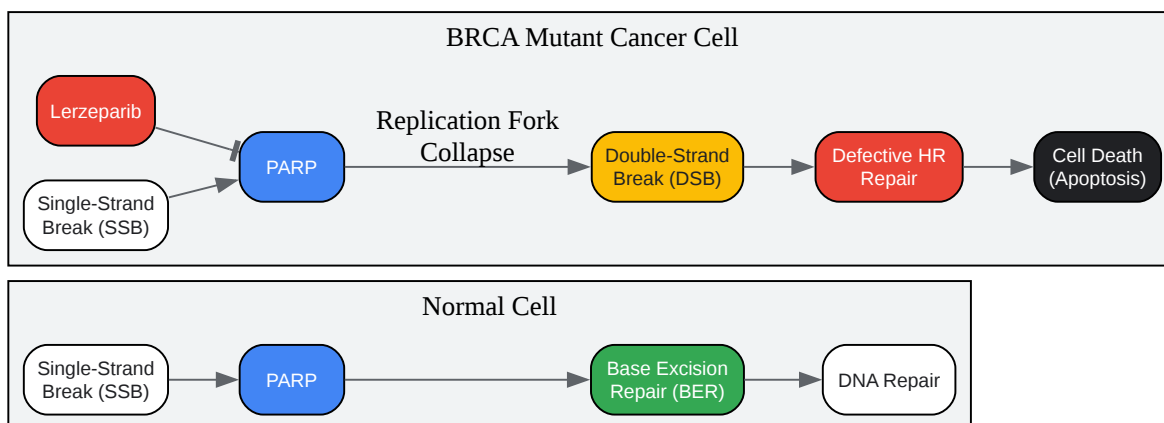 BRCA Mutant Cancer Cell
Lerzeparib
Single-Strand
Break (SSB)
PARP
Replication Fork
Collapse
Double-Strand
Break (DSB)
Defective HR
Repair
Cell Death
(Apoptosis)
Normal Cell
Single-Strand
Break (SSB)
PARP
Base Excision
Repair (BER)
DNA Repair